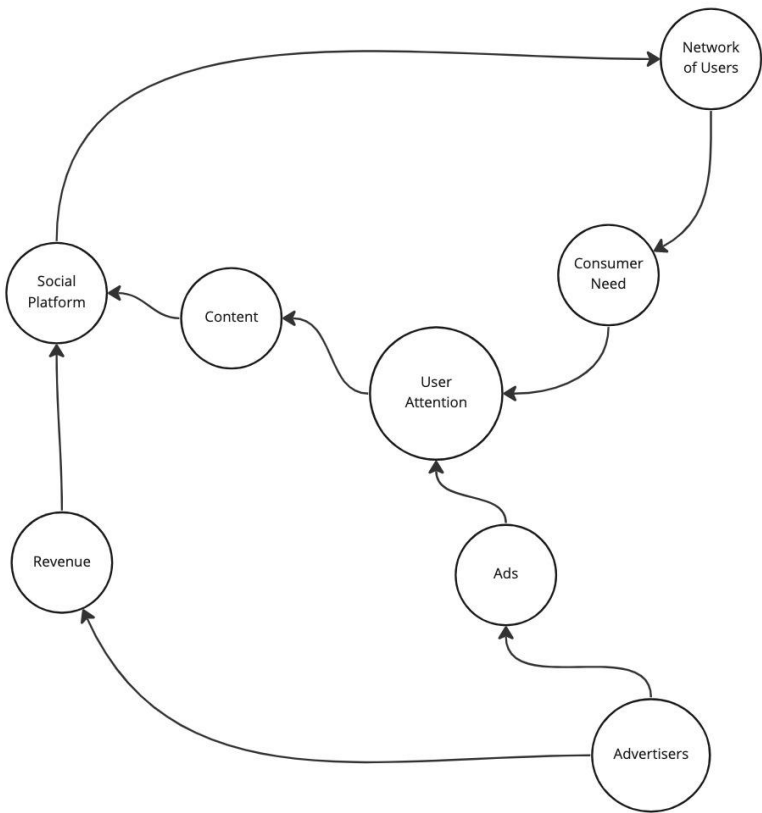 Network
of Users
Consumer
Need
Social
Platform
Content
User
Attention
Revenue
Ads
Advertisers